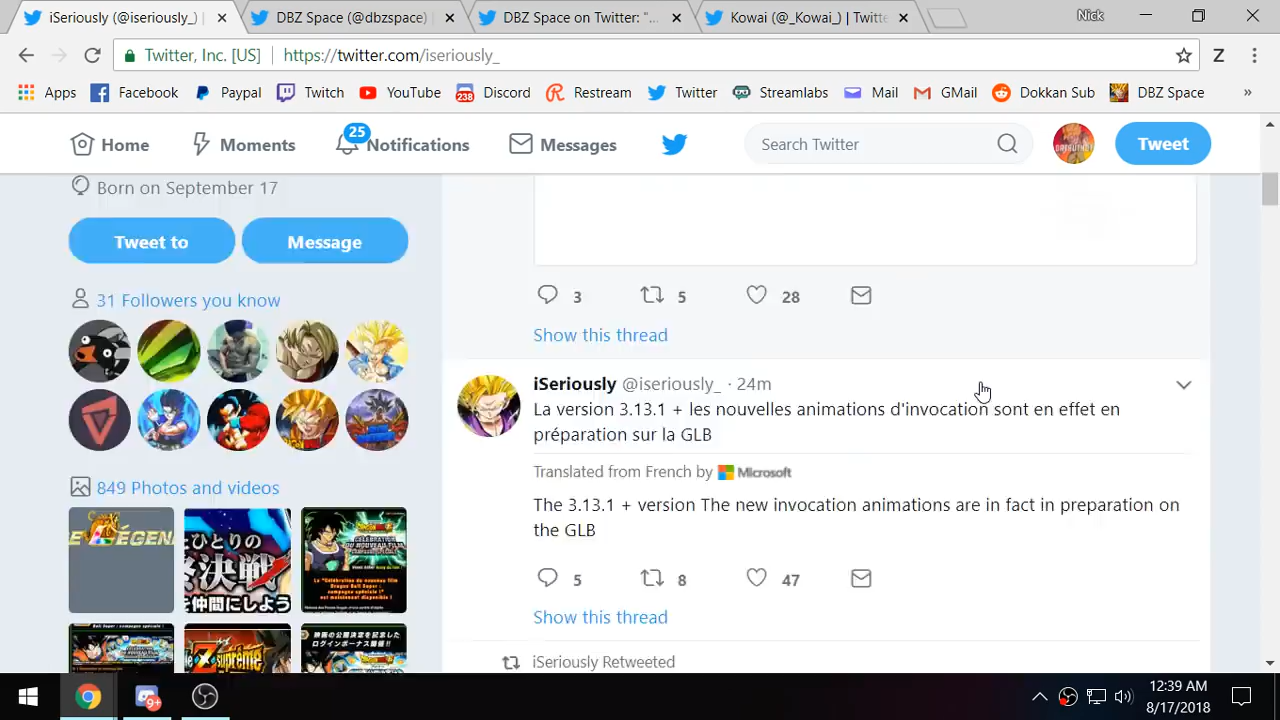 iSeriously (@iseriously_)
DBZ Space (@dbzspace)
DBZ Space on Twitter: "...
Kowai (@_Kowai_) | Twitte
Nick
Twitter, Inc. [US]
https://twitter.com/iseriously_
Z
Apps
Facebook
Paypal
Twitch
YouTube
238
Discord
Restream
Twitter
Streamlabs
Mail
GMail
Dokkan Sub
DBZ Space
»
Home
Moments
25
Notifications
Messages
Search Twitter
Tweet
Born on September 17
Tweet to
Message
31 Followers you know
849 Photos and videos
3
5
28
Show this thread
iSeriously @iseriously_ · 24m
La version 3.13.1 + les nouvelles animations d'invocation sont en effet en
préparation sur la GLB
Translated from French by Microsoft
The 3.13.1 + version The new invocation animations are in fact in preparation on
the GLB
5
8
47
Show this thread
iSeriously Retweeted
12:39 AM
8/17/2018